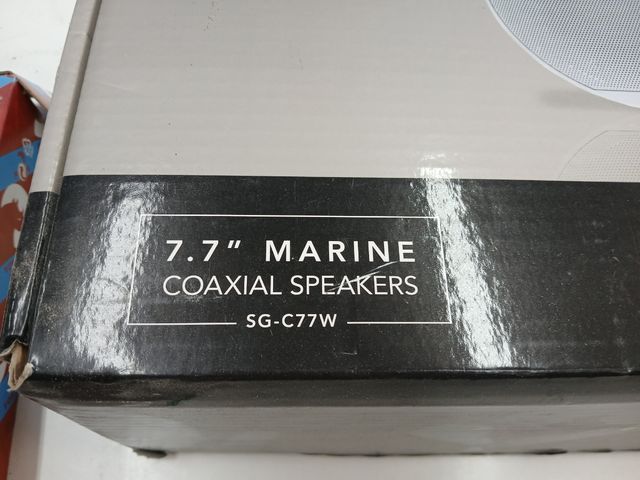 7.7" MARINE
COAXIAL SPEAKERS
SG-C77W